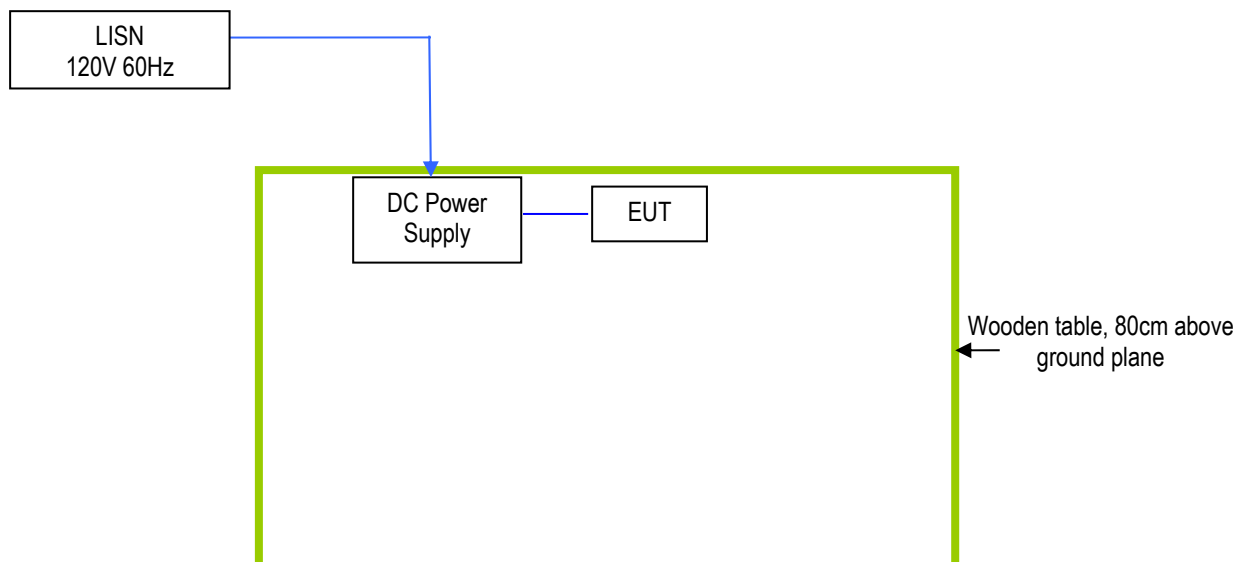 LISN
120V 60Hz
DC Power
Supply
EUT
Wooden table, 80cm above
ground plane